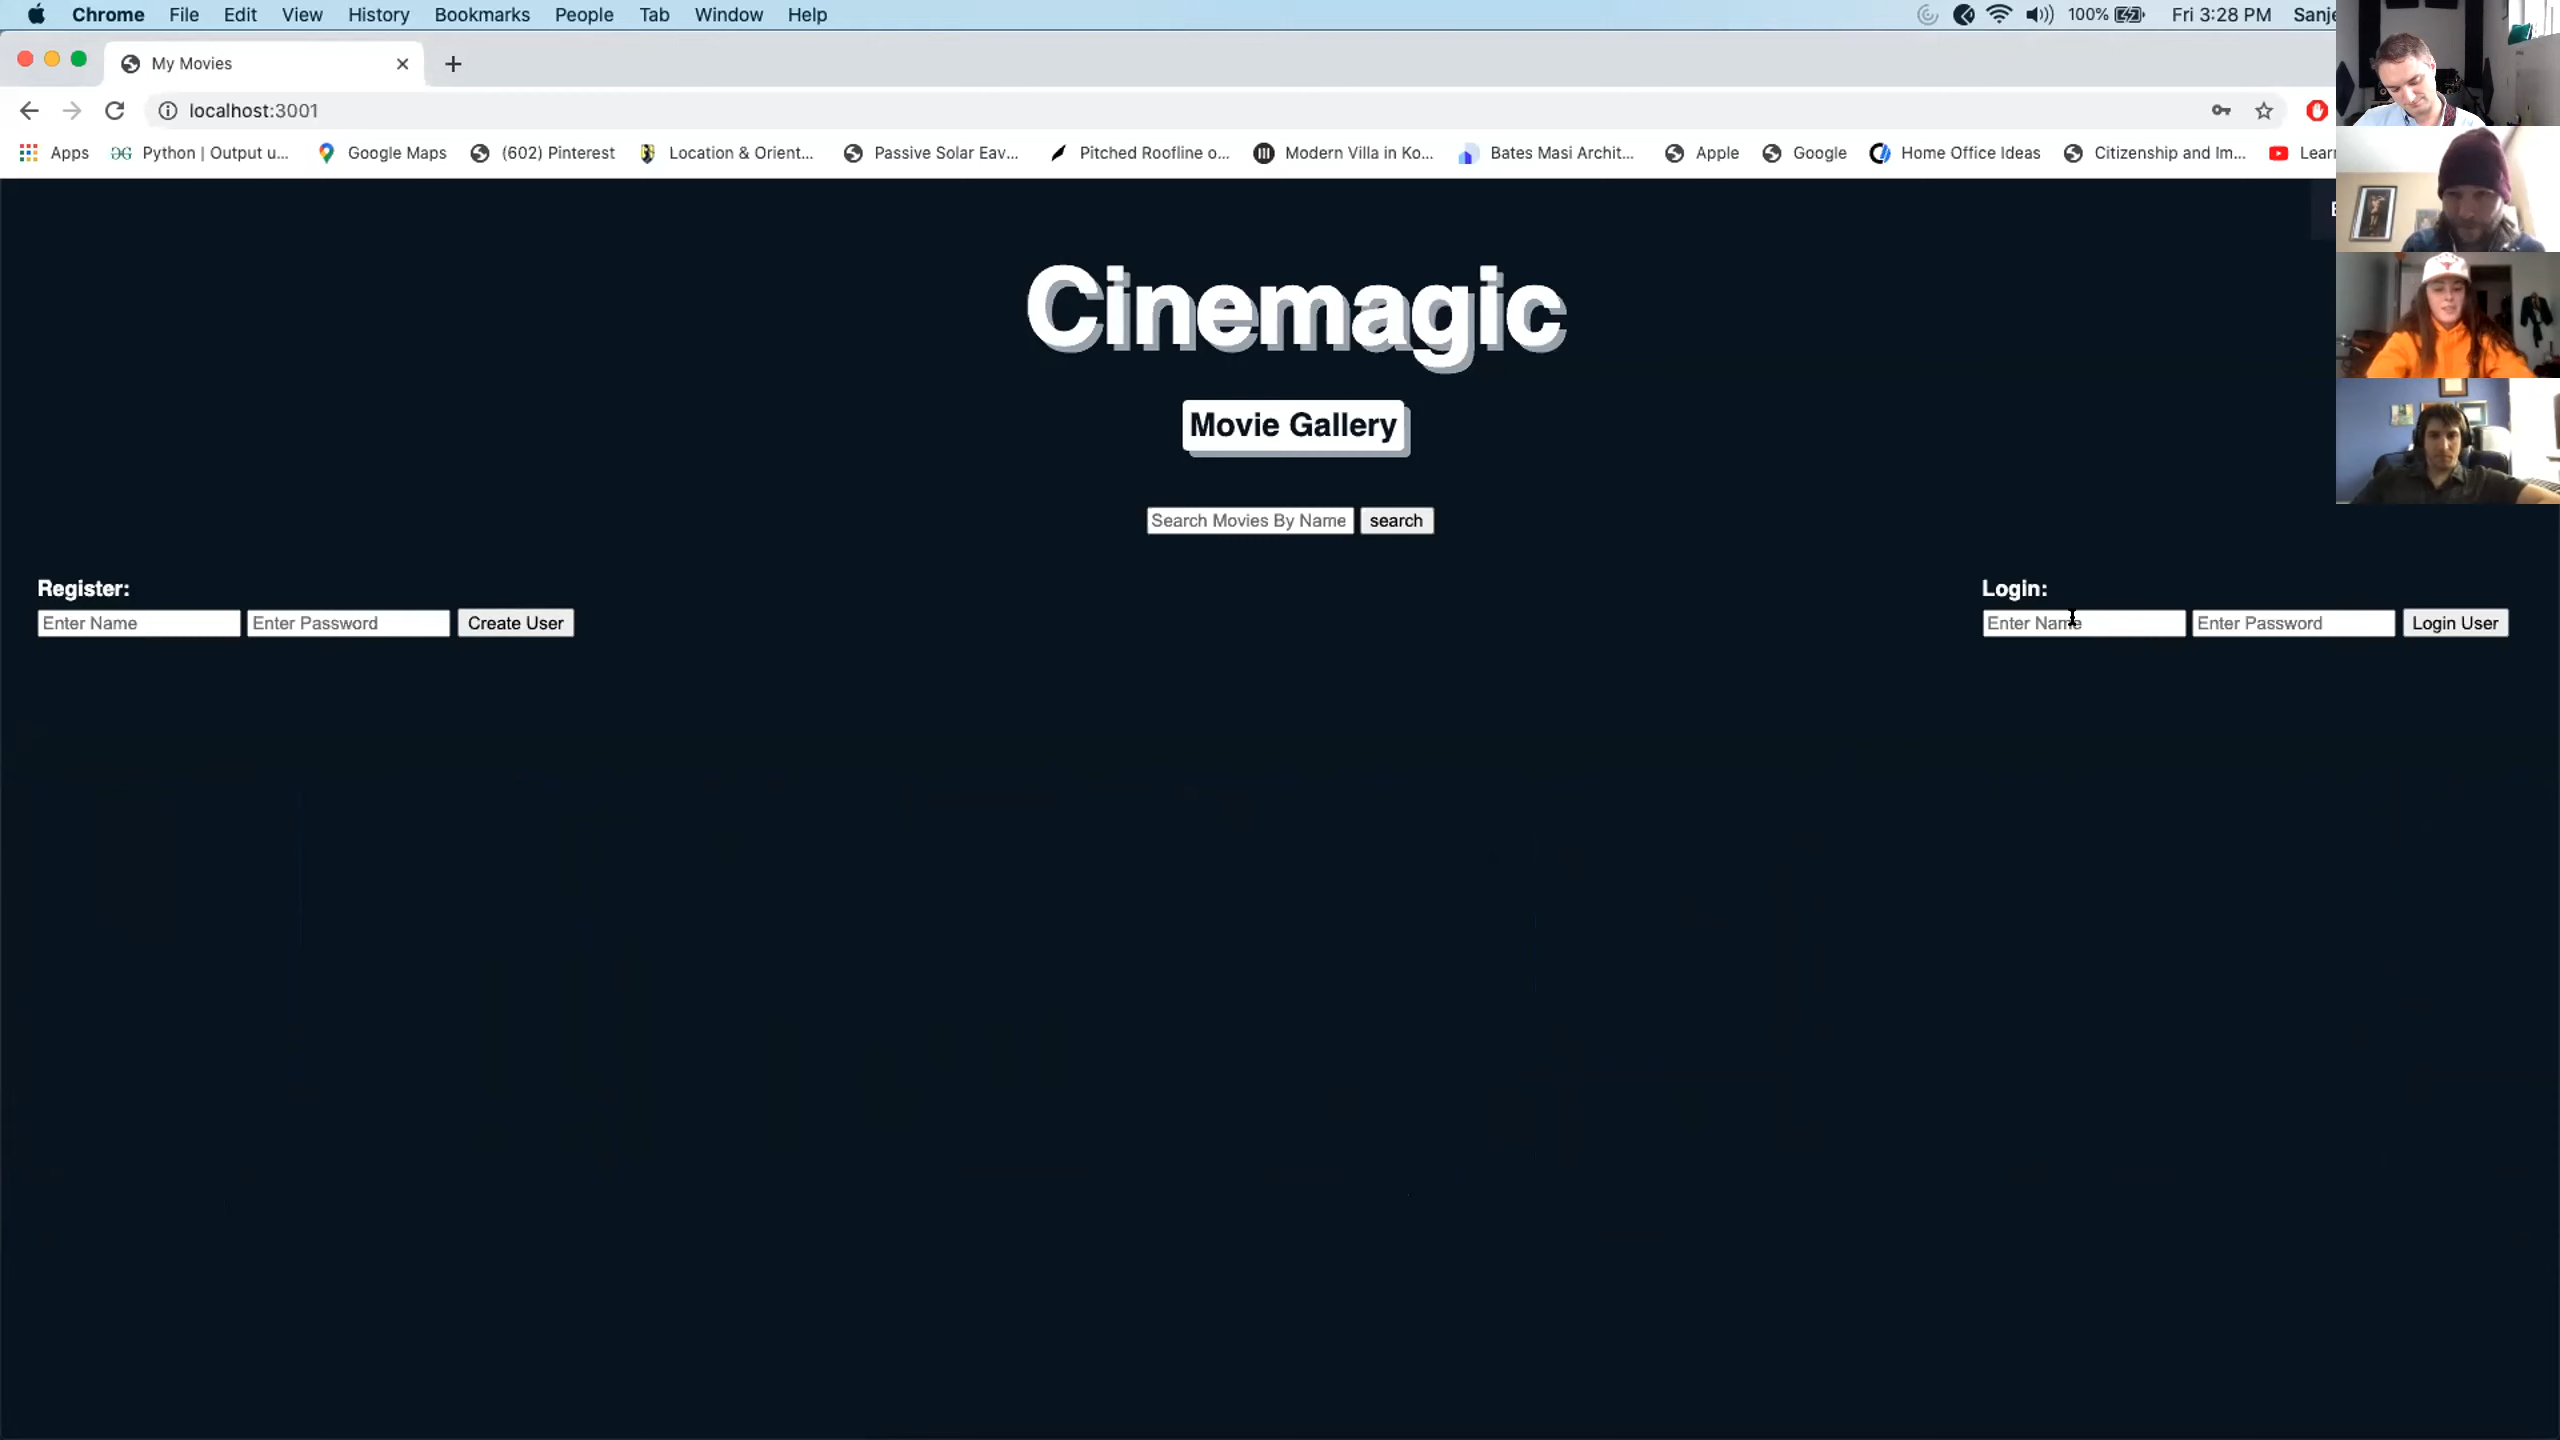 Chrome File Edit View History Bookmarks People Tab Window Help 100% Fri 3:28 PM
My Movies
localhost:3001
Apps Python | Output u... Google Maps (602) Pinterest Location & Orient... Passive Solar Eav... Pitched Roofline o... Modern Villa in Ko... Bates Masi Archit... Apple Google Home Office Ideas Citizenship and Im...
Cinemagic
Movie Gallery
Search Movies By Name search
Register: Login:
Enter Name Enter Password Create User Enter Name Enter Password Login User